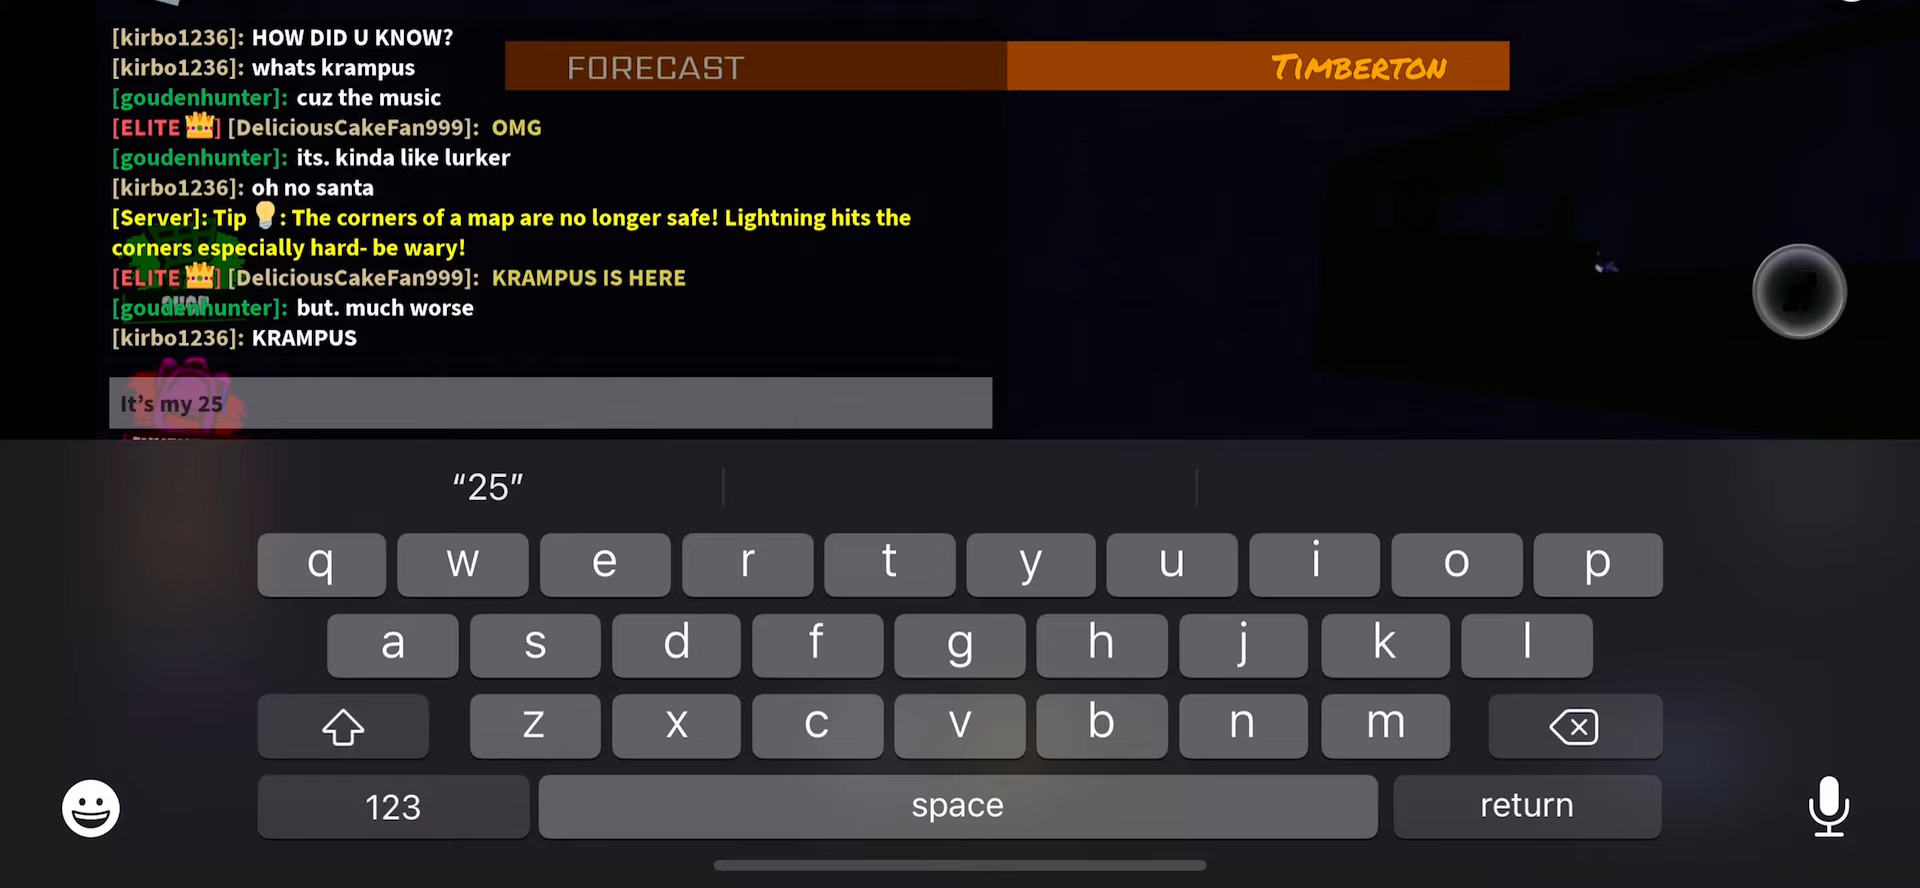 [kirbo1236]: HOW DID U KNOW?
FORECAST
TIMBERTON
[kirbo1236]: whats krampus
[goudenhunter]: cuz the music
[ELITE👑] [DeliciousCakeFan999]: OMG
[goudenhunter]: its. kinda like lurker
[kirbo1236]: oh no santa
[Server]: Tip 💡: The corners of a map are no longer safe! Lightning hits the
corners especially hard- be wary!
[ELITE👑] [DeliciousCakeFan999]: KRAMPUS IS HERE
SHOP
[goudenhunter]: but. much worse
[kirbo1236]: KRAMPUS
It’s my 25
“25”
q w e r t y u i o p
a s d f g h j k l
z x c v b n m
123 space return